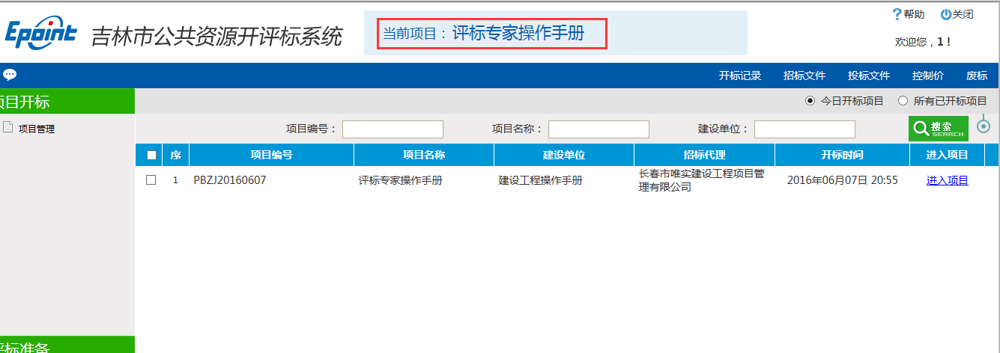 Epoint 吉林市公共资源开评标系统
当前项目：评标专家操作手册
帮助 关闭
欢迎您，1！
开标记录 招标文件 投标文件 控制价 废标
项目开标
今日开标项目 所有已开标项目
项目管理
项目编号： 项目名称： 建设单位： 搜索 SEARCH
序 项目编号 项目名称 建设单位 招标代理 开标时间 进入项目
1 PBZJ20160607 评标专家操作手册 建设工程操作手册 长春市唯实建设工程项目管 2016年06月07日 20:55 进入项目
理有限公司
评标准备